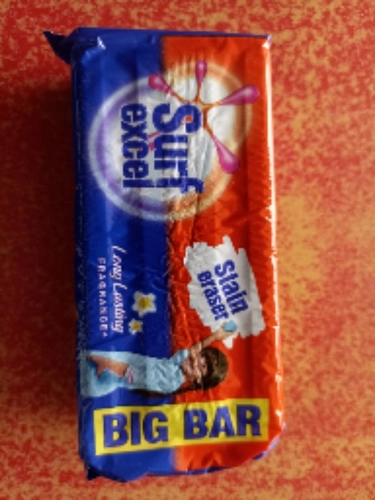 Surf
excel
Stain
eraser
Long Lasting
FRAGRANCE*
BIG BAR